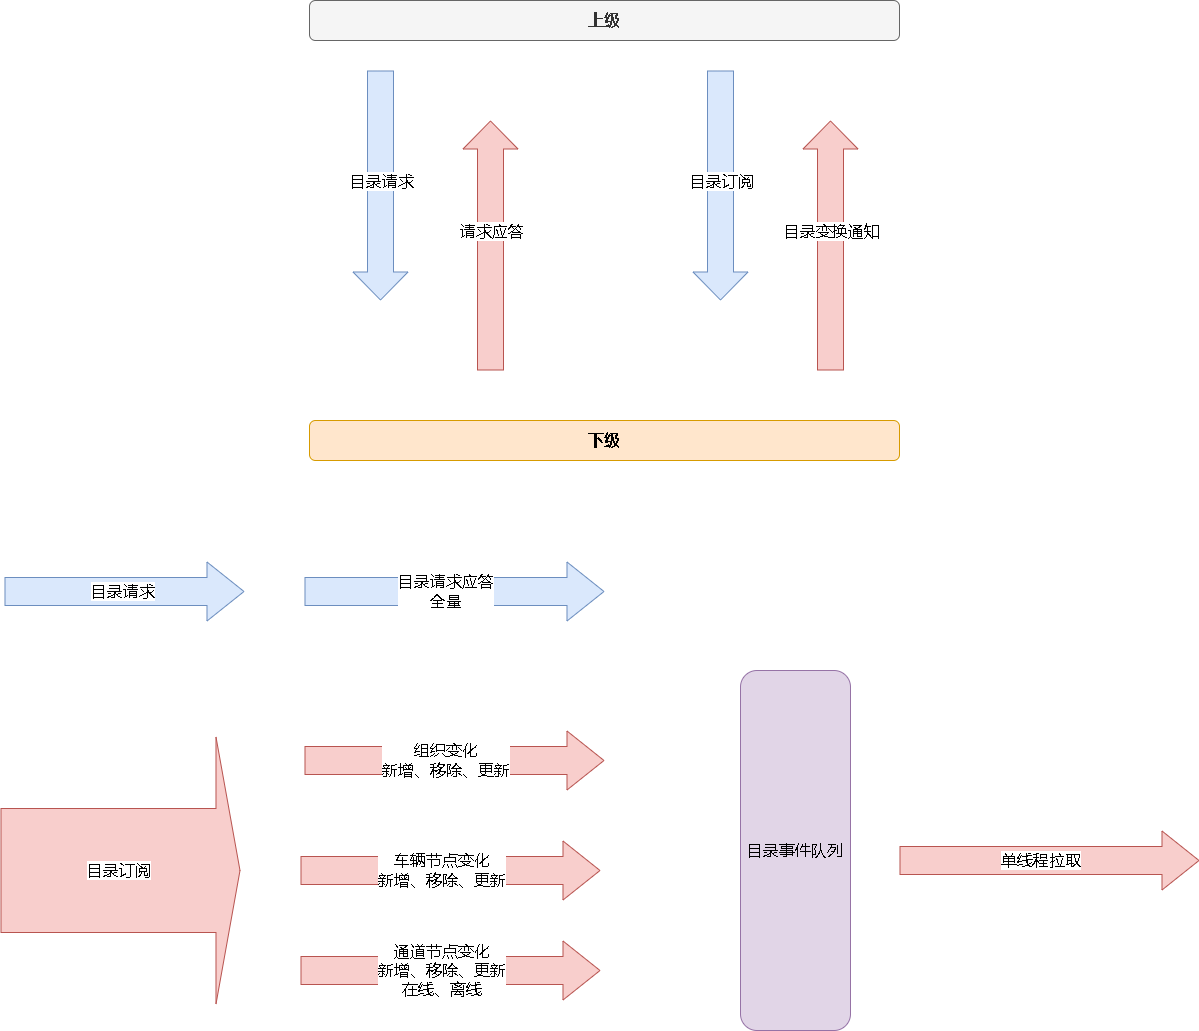 上级
目录请求
目录订阅
请求应答
目录变换通知
下级
目录请求
目录请求应答
全量
组织变化
新增、移除、更新
目录订阅
车辆节点变化
新增、移除、更新
通道节点变化
新增、移除、更新
在线、离线
目录事件队列
单线程拉取